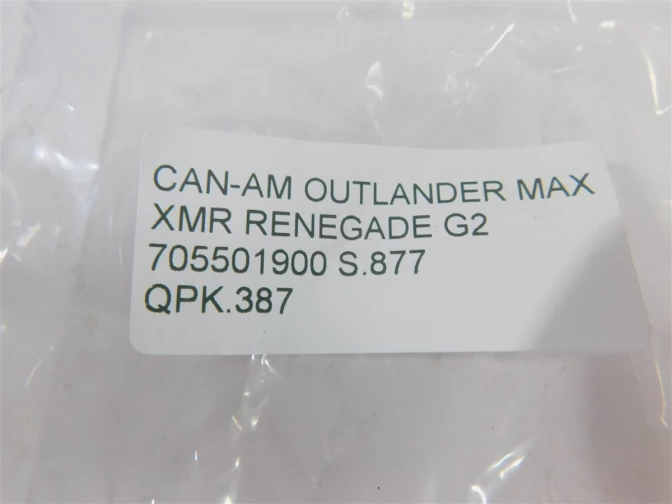 CAN-AM OUTLANDER MAX
XMR RENEGADE G2
705501900 S.877
QPK.387